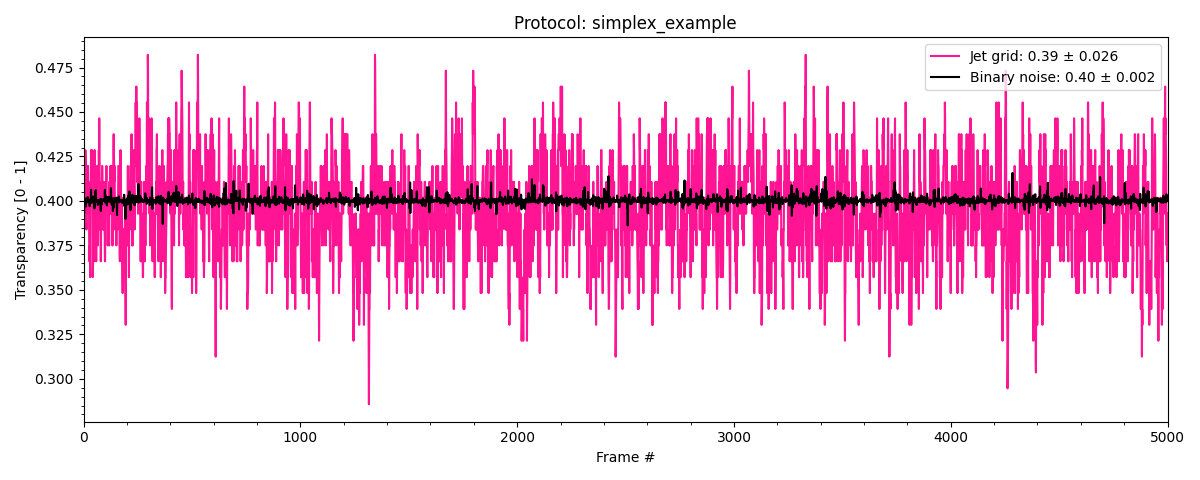 Protocol: simplex_example
Transparency [0 - 1]
0.475
0.450
0.425
0.400
0.375
0.350
0.325
0.300
Jet grid: 0.39 ± 0.026
Binary noise: 0.40 ± 0.002
0
1000
2000
3000
4000
5000
Frame #